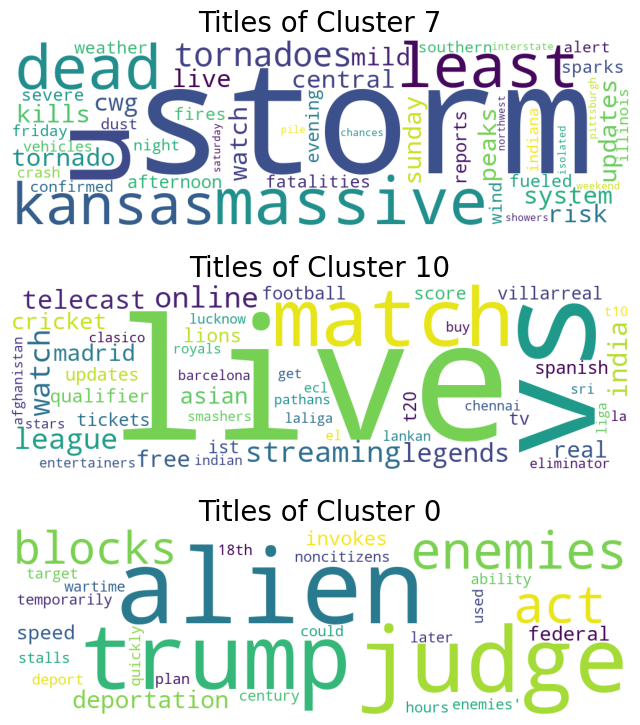 Titles of Cluster 7
weather
tornadoes
mild
southern
interstate
alert
dead
live
central
least
sparks
severe
cwg
kills
fires
friday
dust
watch
evening
pile
chances
storm
u
sunday
reports
peaks
northwest
indiana
isolated
pittsburgh
updates
illinois
vehicles
night
saturday
tornado
crash
confirmed
afternoon
fatalities
wind
fueled
weekend
system
kansas
massive
showers
risk
Titles of Cluster 10
telecast
online
football
score
villarreal
cricket
lucknow
match
t10
clasico
lions
buy
vs
india
afghanistan
watch
madrid
royals
live
spanish
updates
barcelona
get
sri
qualifier
asian
ecl
pathans
t20
chennai
liga
stars
tickets
smashers
laliga
tv
la
league
ist
el
lankan
real
entertainers
free
indian
streaming
legends
eliminator
Titles of Cluster 0
blocks
18th
invokes
noncitizens
enemies
target
wartime
alien
ability
temporarily
used
act
speed
could
later
federal
stalls
quickly
trump
judge
deport
plan
deportation
century
hours
enemies'